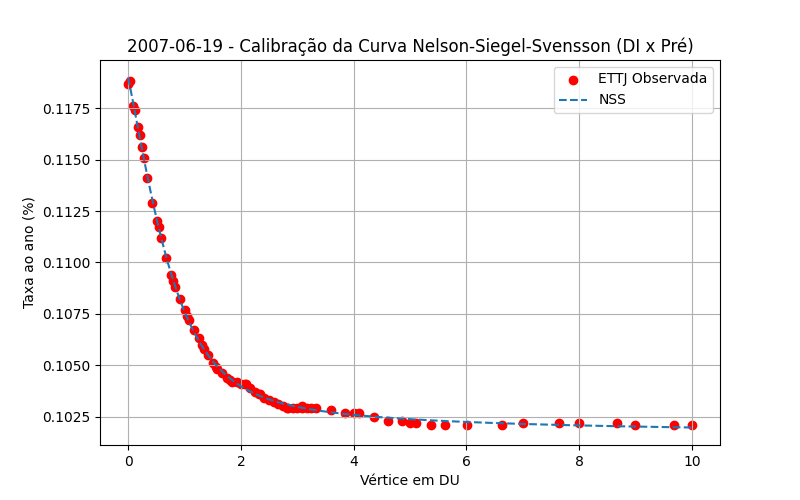 2007-06-19 - Calibração da Curva Nelson-Siegel-Svensson (DI x Pré)
ETTJ Observada
NSS
Taxa ao ano (%)
0.1175
0.1150
0.1125
0.1100
0.1075
0.1050
0.1025
0 2 4 6 8 10
Vértice em DU